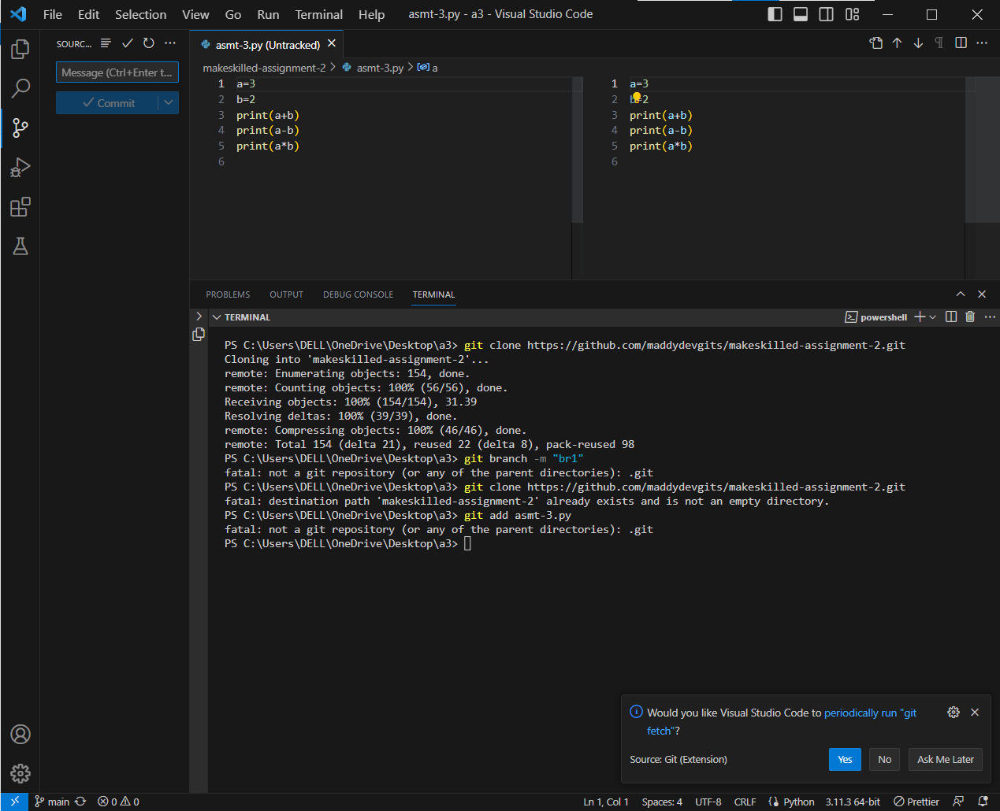 File Edit Selection View Go Run Terminal Help asmt-3.py - a3 - Visual Studio Code
SOURC...
Message (Ctrl+Enter t...
Commit
asmt-3.py (Untracked)
makeskilled-assignment-2 > asmt-3.py > a
1 a=3
2 b=2
3 print(a+b)
4 print(a-b)
5 print(a*b)
6
1 a=3
2 b=2
3 print(a+b)
4 print(a-b)
5 print(a*b)
6
PROBLEMS OUTPUT DEBUG CONSOLE TERMINAL
TERMINAL powershell
PS C:\Users\DELL\OneDrive\Desktop\a3> git clone https://github.com/maddydevgits/makeskilled-assignment-2.git
Cloning into 'makeskilled-assignment-2'...
remote: Enumerating objects: 154, done.
remote: Counting objects: 100% (56/56), done.
Receiving objects: 100% (154/154), 31.39
Resolving deltas: 100% (39/39), done.
remote: Compressing objects: 100% (46/46), done.
remote: Total 154 (delta 21), reused 22 (delta 8), pack-reused 98
PS C:\Users\DELL\OneDrive\Desktop\a3> git branch -m "br1"
fatal: not a git repository (or any of the parent directories): .git
PS C:\Users\DELL\OneDrive\Desktop\a3> git clone https://github.com/maddydevgits/makeskilled-assignment-2.git
fatal: destination path 'makeskilled-assignment-2' already exists and is not an empty directory.
PS C:\Users\DELL\OneDrive\Desktop\a3> git add asmt-3.py
fatal: not a git repository (or any of the parent directories): .git
PS C:\Users\DELL\OneDrive\Desktop\a3>
Would you like Visual Studio Code to periodically run "git
fetch"?
Source: Git (Extension) Yes No Ask Me Later
main 0 0 Ln 1, Col 1 Spaces: 4 UTF-8 CRLF Python 3.11.3 64-bit Prettier